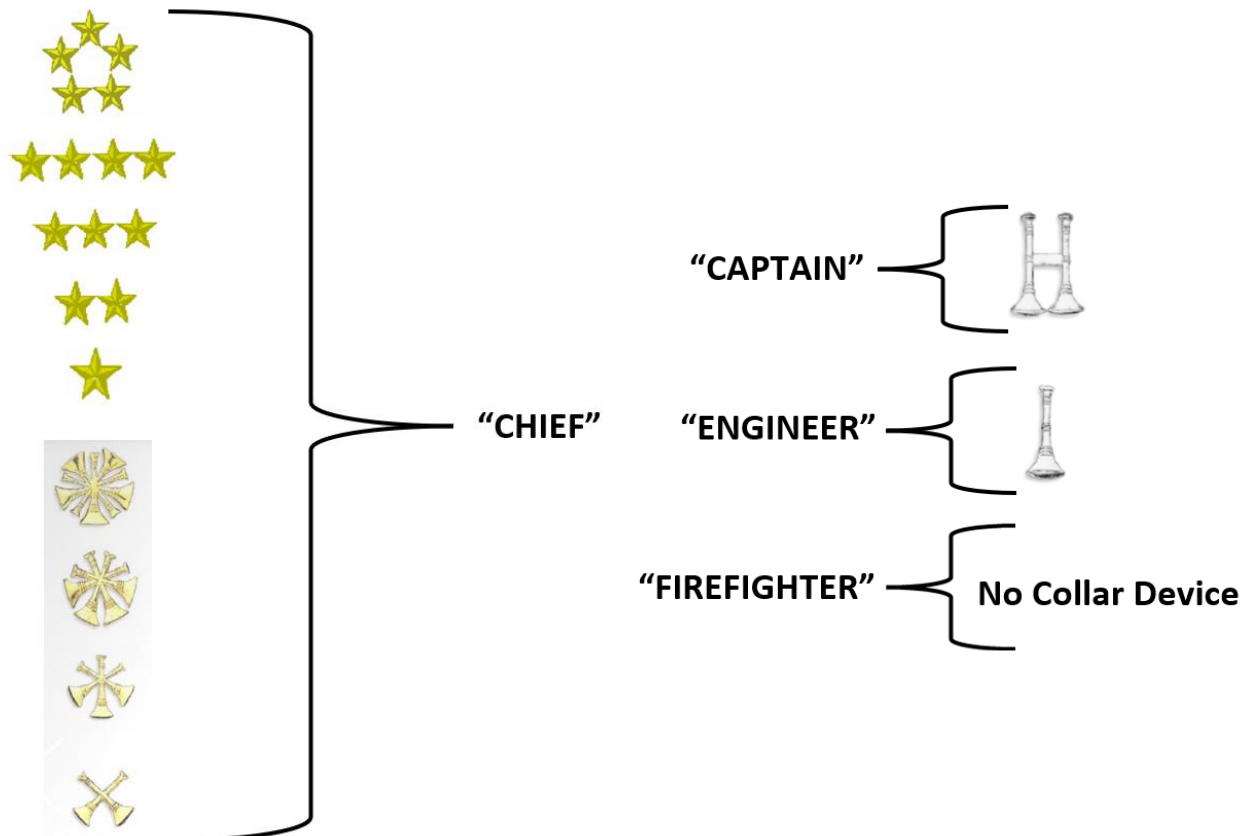 “CAPTAIN”
“CHIEF”
“ENGINEER”
“FIREFIGHTER”
No Collar Device